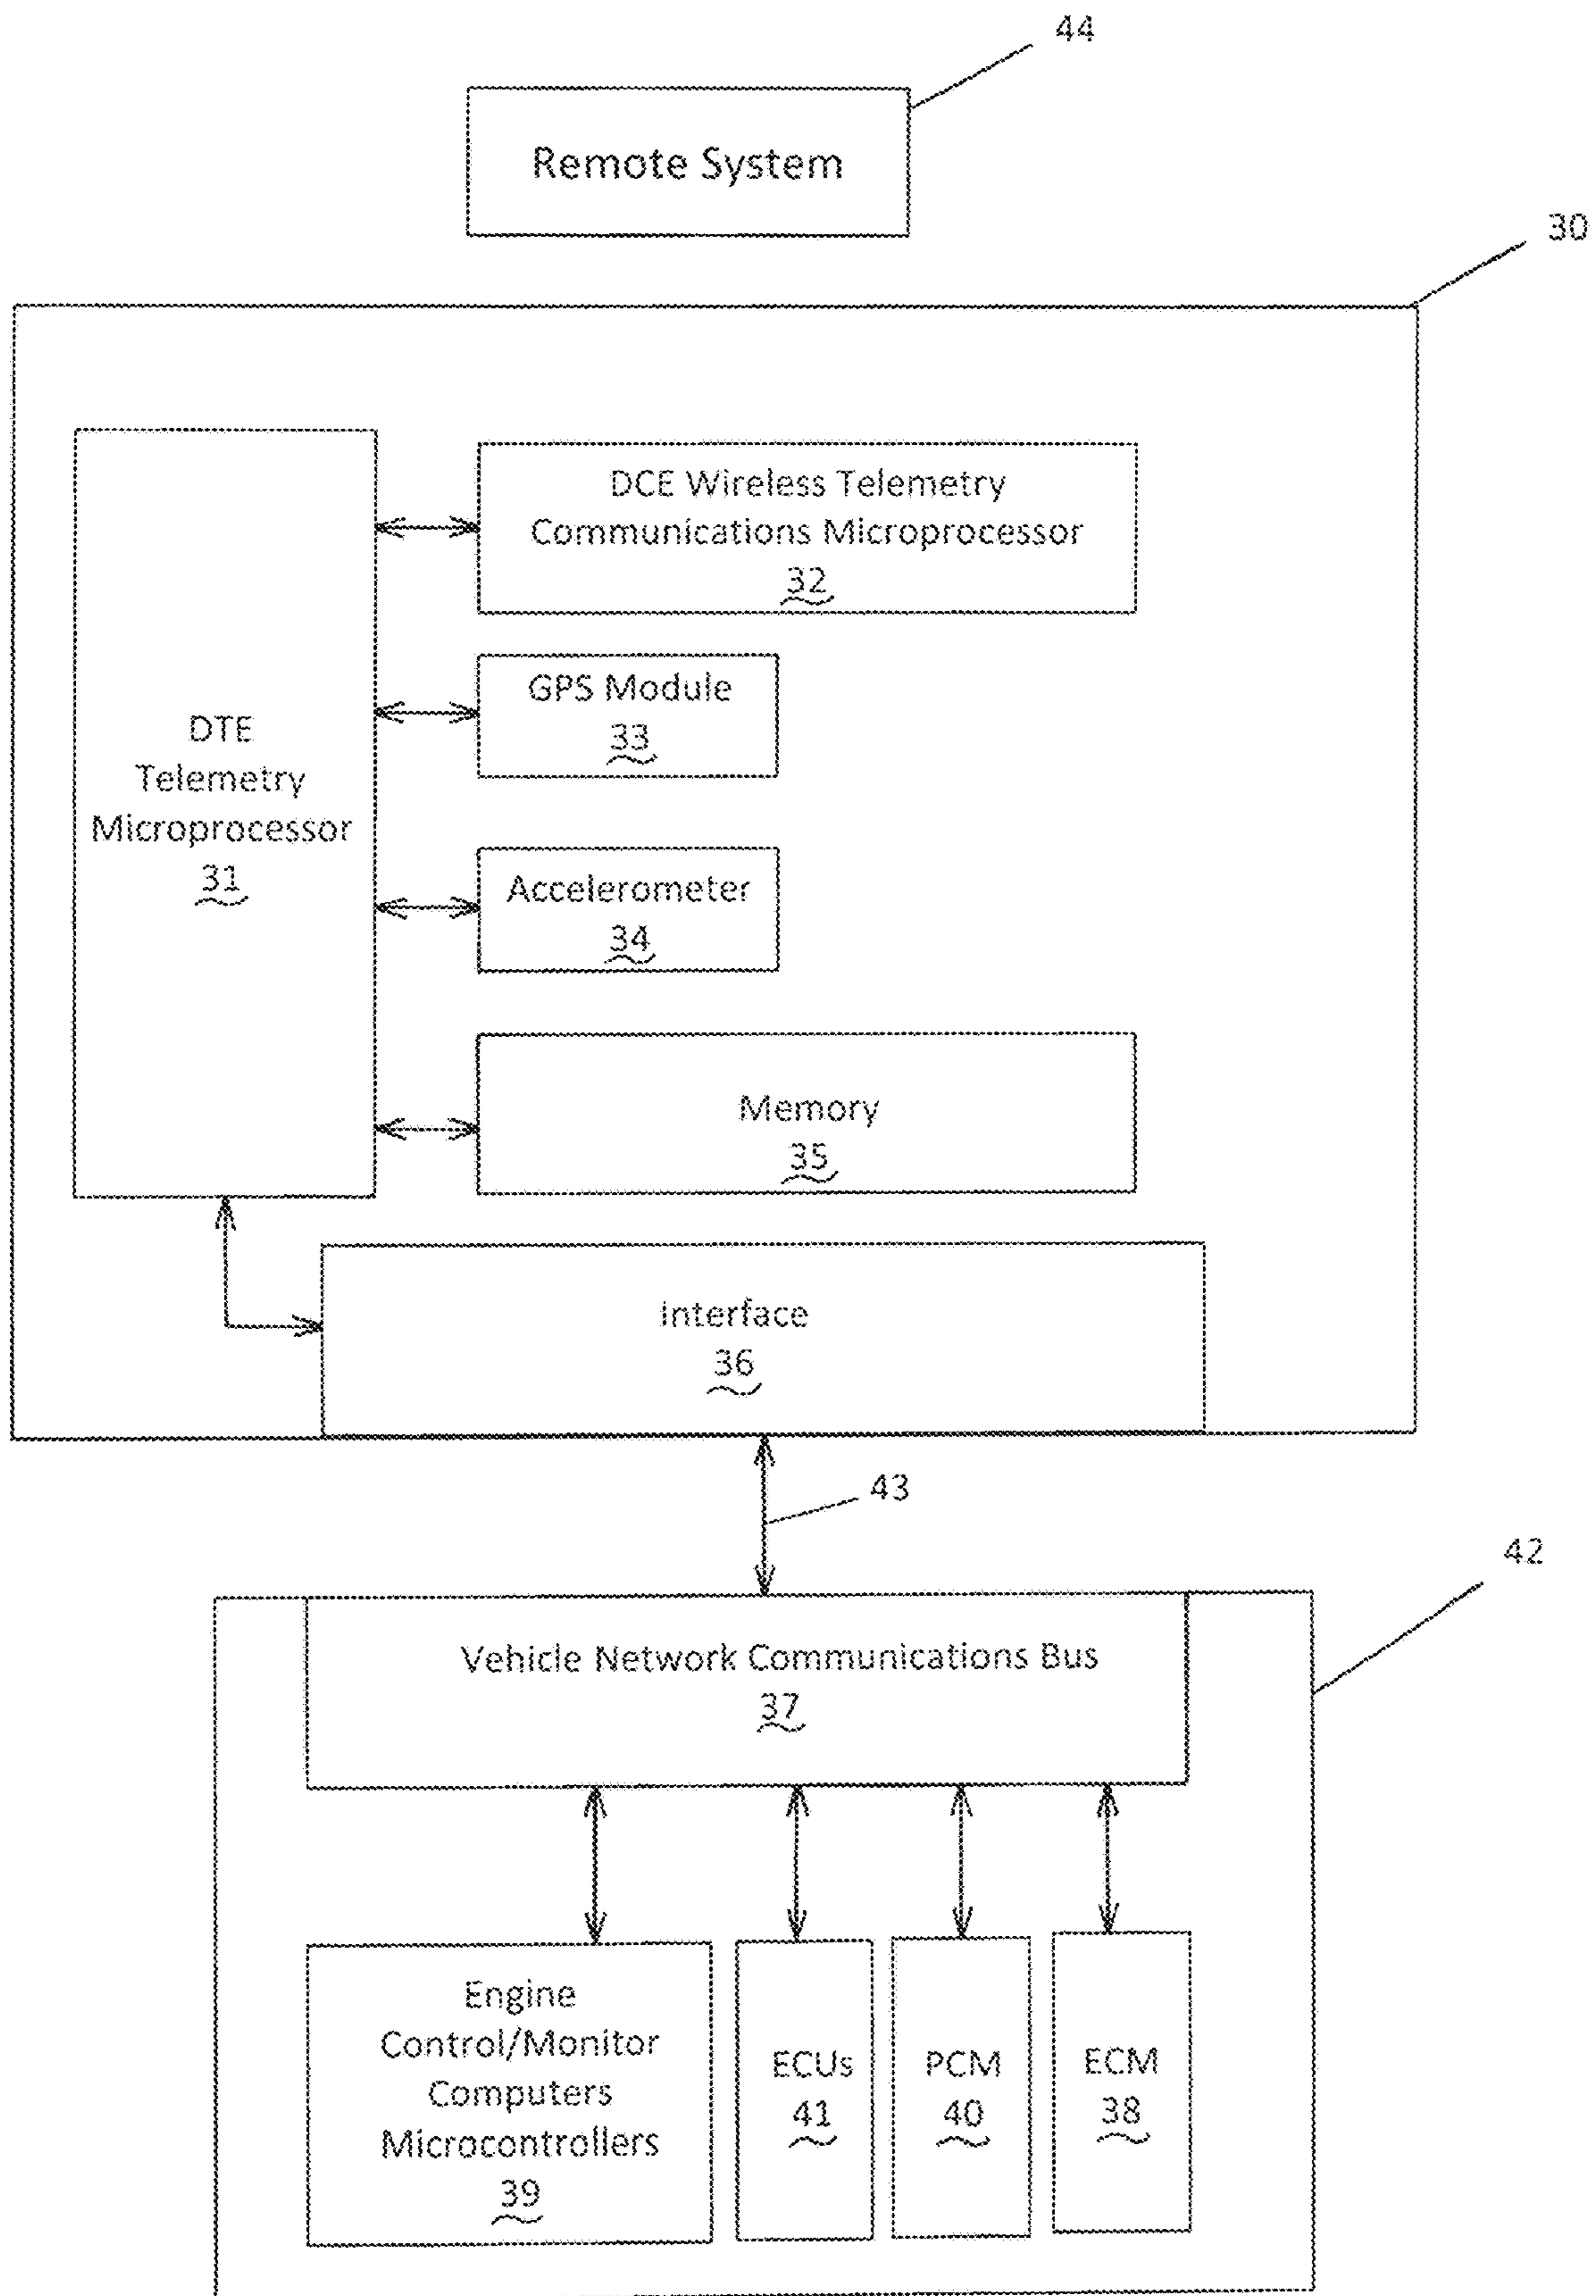 44
Remote System
30
DCE Wireless Telemetry
Communications Microprocessor
32
GPS Module
33
DTE
Telemetry
Microprocessor
31
Accelerometer
34
Memory
35
Interface
36
43
42
Vehicle Network Communications Bus
37
Engine
Control/Monitor
Computers
Microcontrollers
39
ECUs
41
PCM
40
ECM
38